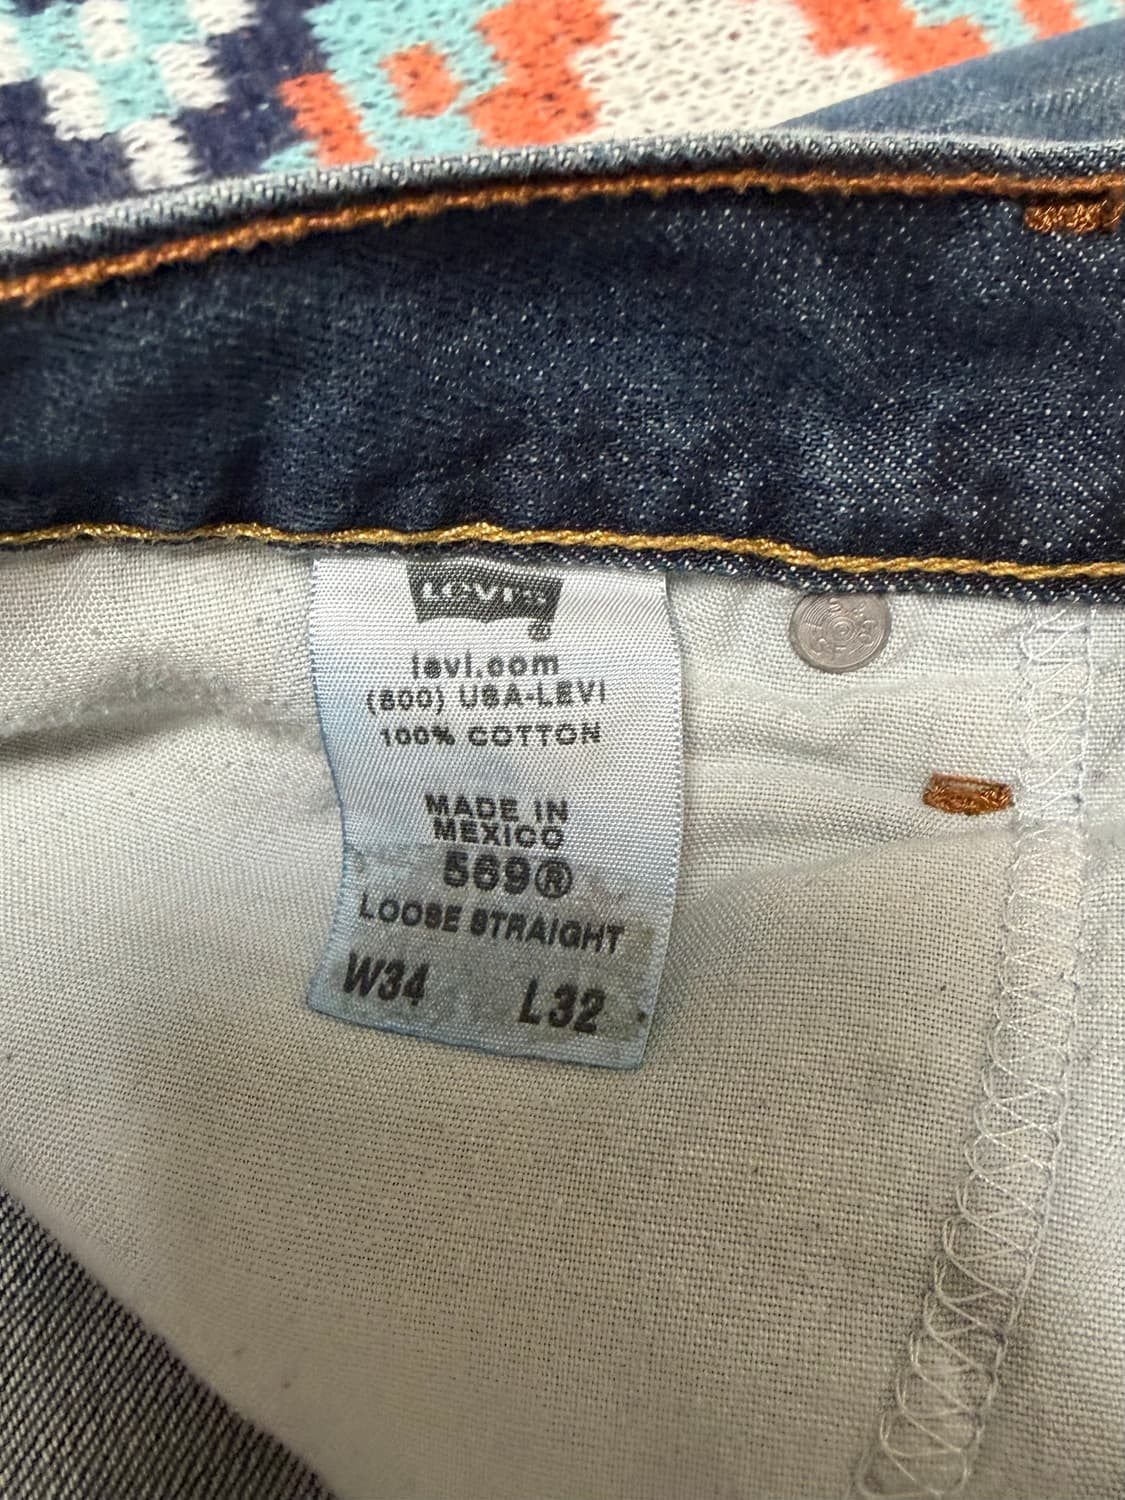 Levi's
®
levi.com
(800) USA-LEVI
100% COTTON
MADE IN
MEXICO
569®
LOOSE STRAIGHT
W34 L32